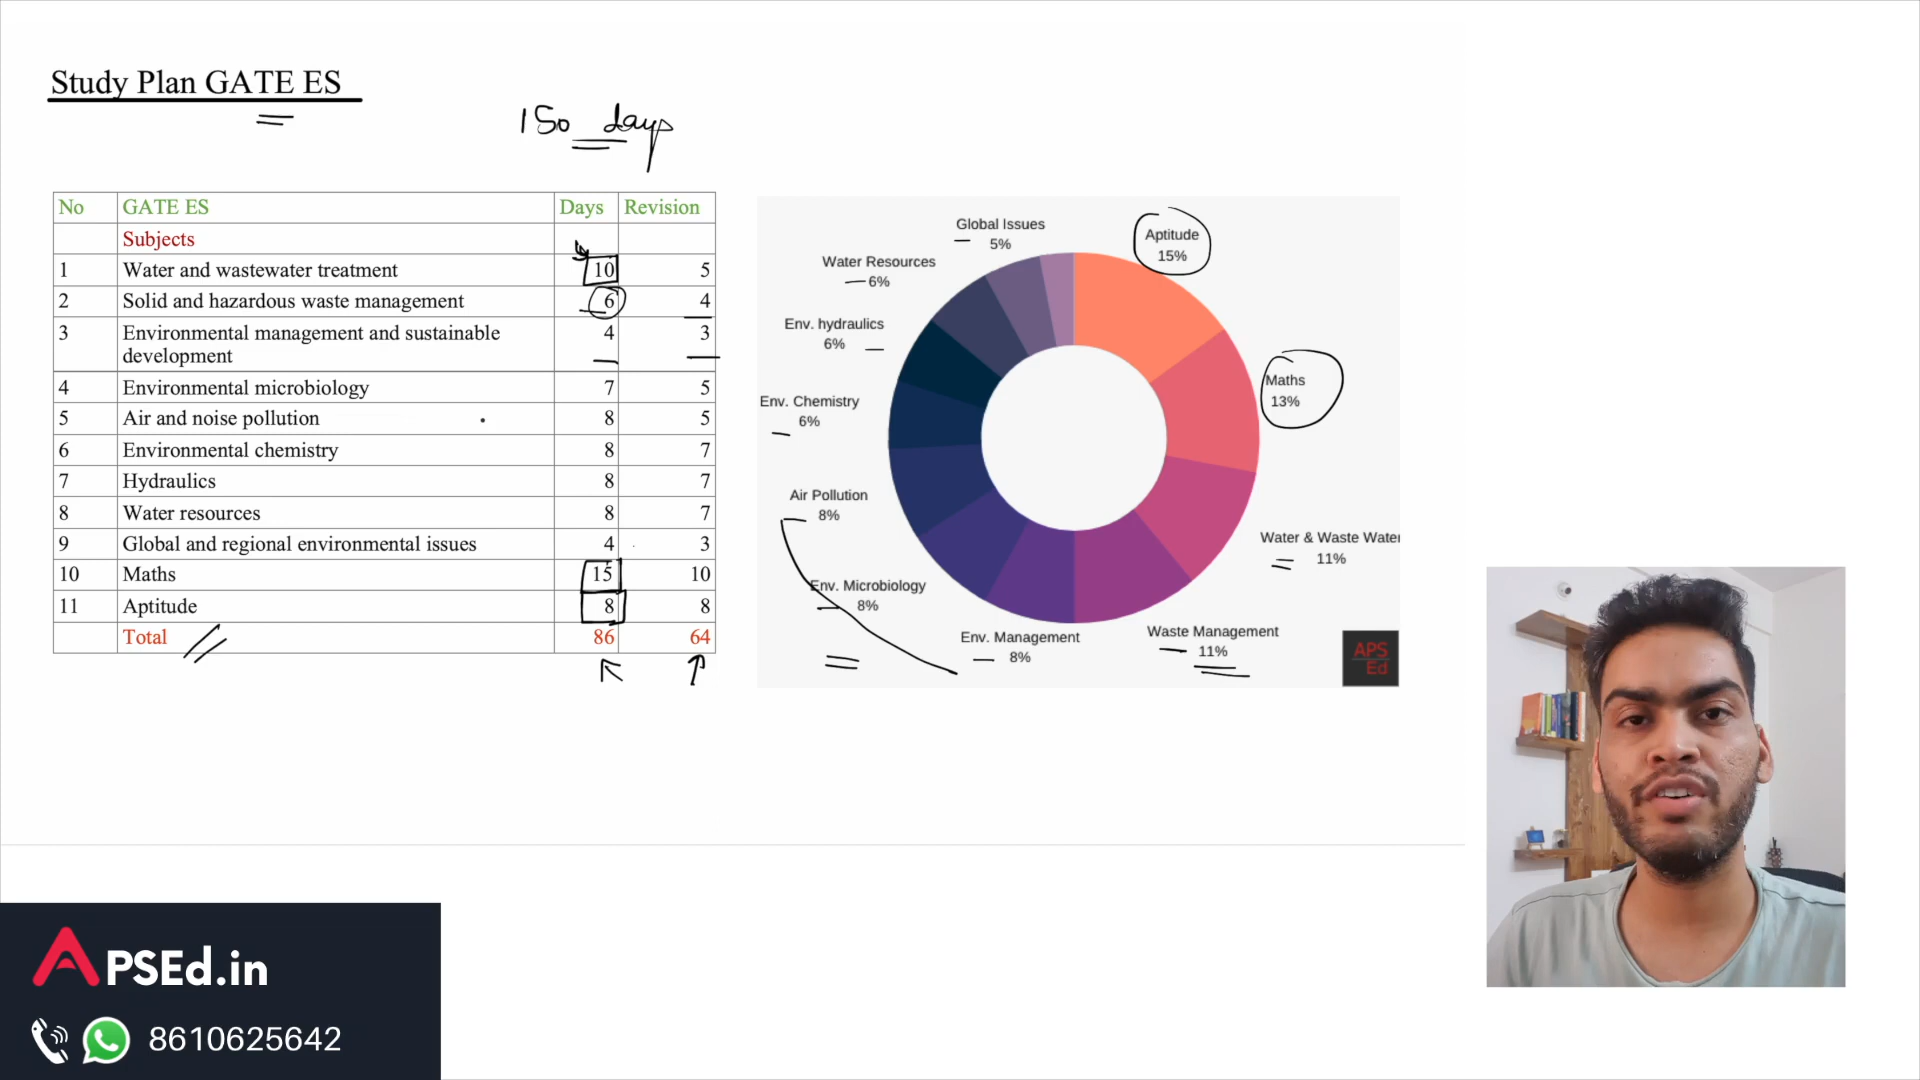 Study Plan GATE ES
150 days
No GATE ES Days Revision
Subjects
1 Water and wastewater treatment 10 5
2 Solid and hazardous waste management 6 4
3 Environmental management and sustainable development 4 3
4 Environmental microbiology 7 5
5 Air and noise pollution 8 5
6 Environmental chemistry 8 7
7 Hydraulics 8 7
8 Water resources 8 7
9 Global and regional environmental issues 4 3
10 Maths 15 10
11 Aptitude 8 8
Total 86 64
Global Issues
5%
Aptitude
15%
Water Resources
6%
Env. hydraulics
6%
Maths
13%
Env. Chemistry
6%
Air Pollution
8%
Water & Waste Water
11%
Env. Microbiology
8%
Env. Management
8%
Waste Management
11%
APS
Ed
APSEd.in
8610625642